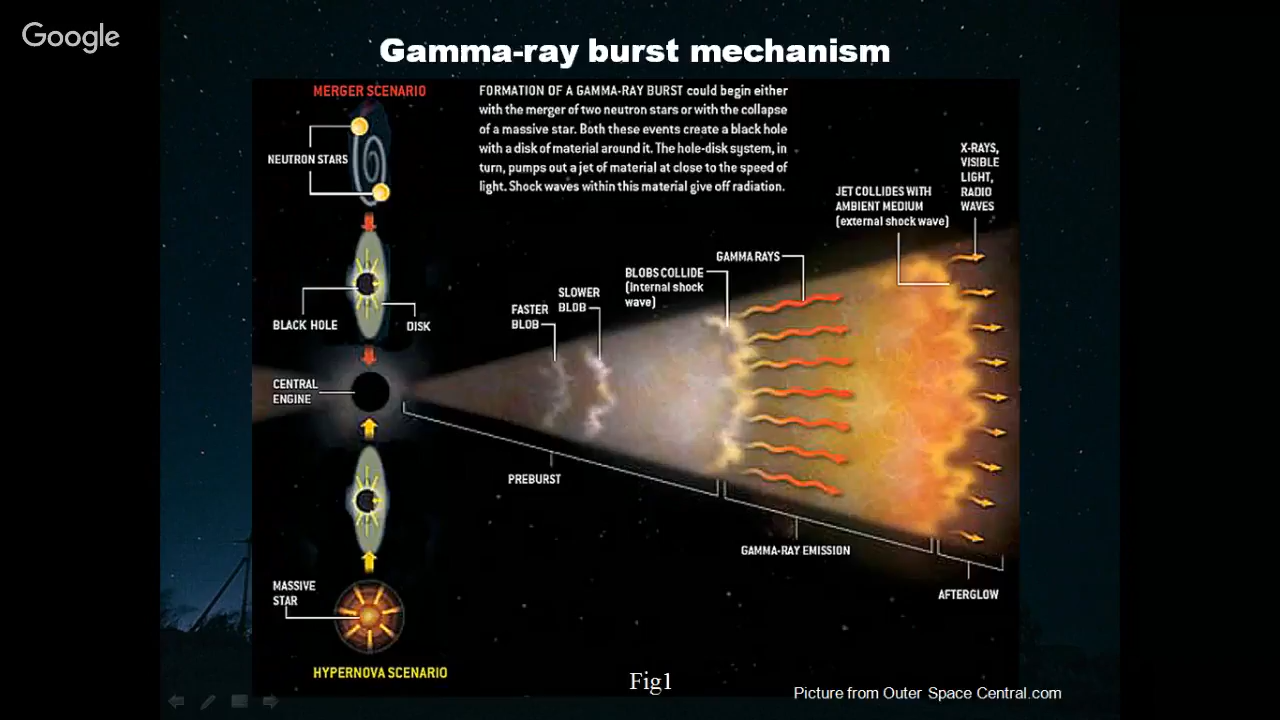 Google
Gamma-ray burst mechanism
MERGER SCENARIO
FORMATION OF A GAMMA-RAY BURST could begin either
with the merger of two neutron stars or with the collapse
of a massive star. Both these events create a black hole
with a disk of material around it. The hole-disk system, in
turn, pumps out a jet of material at close to the speed of
light. Shock waves within this material give off radiation.
NEUTRON STARS
X-RAYS,
VISIBLE
LIGHT,
RADIO
WAVES
JET COLLIDES WITH
AMBIENT MEDIUM
(external shock wave)
GAMMA RAYS
BLOBS COLLIDE
(internal shock
wave)
SLOWER
BLOB
FASTER
BLOB
BLACK HOLE
DISK
CENTRAL
ENGINE
PREBURST
GAMMA-RAY EMISSION
AFTERGLOW
MASSIVE
STAR
HYPERNOVA SCENARIO
Fig1
Picture from Outer Space Central.com